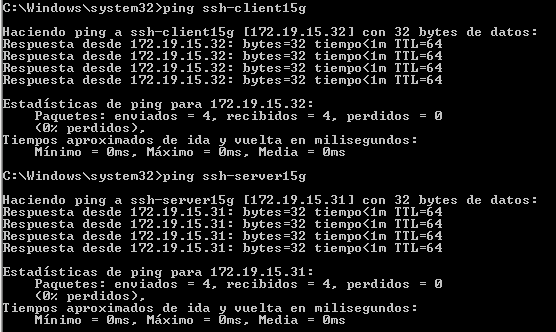 C:\Windows\system32>ping ssh-client15g
Haciendo ping a ssh-client15g [172.19.15.32] con 32 bytes de datos:
Respuesta desde 172.19.15.32: bytes=32 tiempo<1m TTL=64
Respuesta desde 172.19.15.32: bytes=32 tiempo<1m TTL=64
Respuesta desde 172.19.15.32: bytes=32 tiempo<1m TTL=64
Respuesta desde 172.19.15.32: bytes=32 tiempo<1m TTL=64
Estadísticas de ping para 172.19.15.32:
Paquetes: enviados = 4, recibidos = 4, perdidos = 0
(0% perdidos),
Tiempos aproximados de ida y vuelta en milisegundos:
Mínimo = 0ms, Máximo = 0ms, Media = 0ms
C:\Windows\system32>ping ssh-server15g
Haciendo ping a ssh-server15g [172.19.15.31] con 32 bytes de datos:
Respuesta desde 172.19.15.31: bytes=32 tiempo<1m TTL=64
Respuesta desde 172.19.15.31: bytes=32 tiempo<1m TTL=64
Respuesta desde 172.19.15.31: bytes=32 tiempo<1m TTL=64
Respuesta desde 172.19.15.31: bytes=32 tiempo<1m TTL=64
Estadísticas de ping para 172.19.15.31:
Paquetes: enviados = 4, recibidos = 4, perdidos = 0
(0% perdidos),
Tiempos aproximados de ida y vuelta en milisegundos:
Mínimo = 0ms, Máximo = 0ms, Media = 0ms